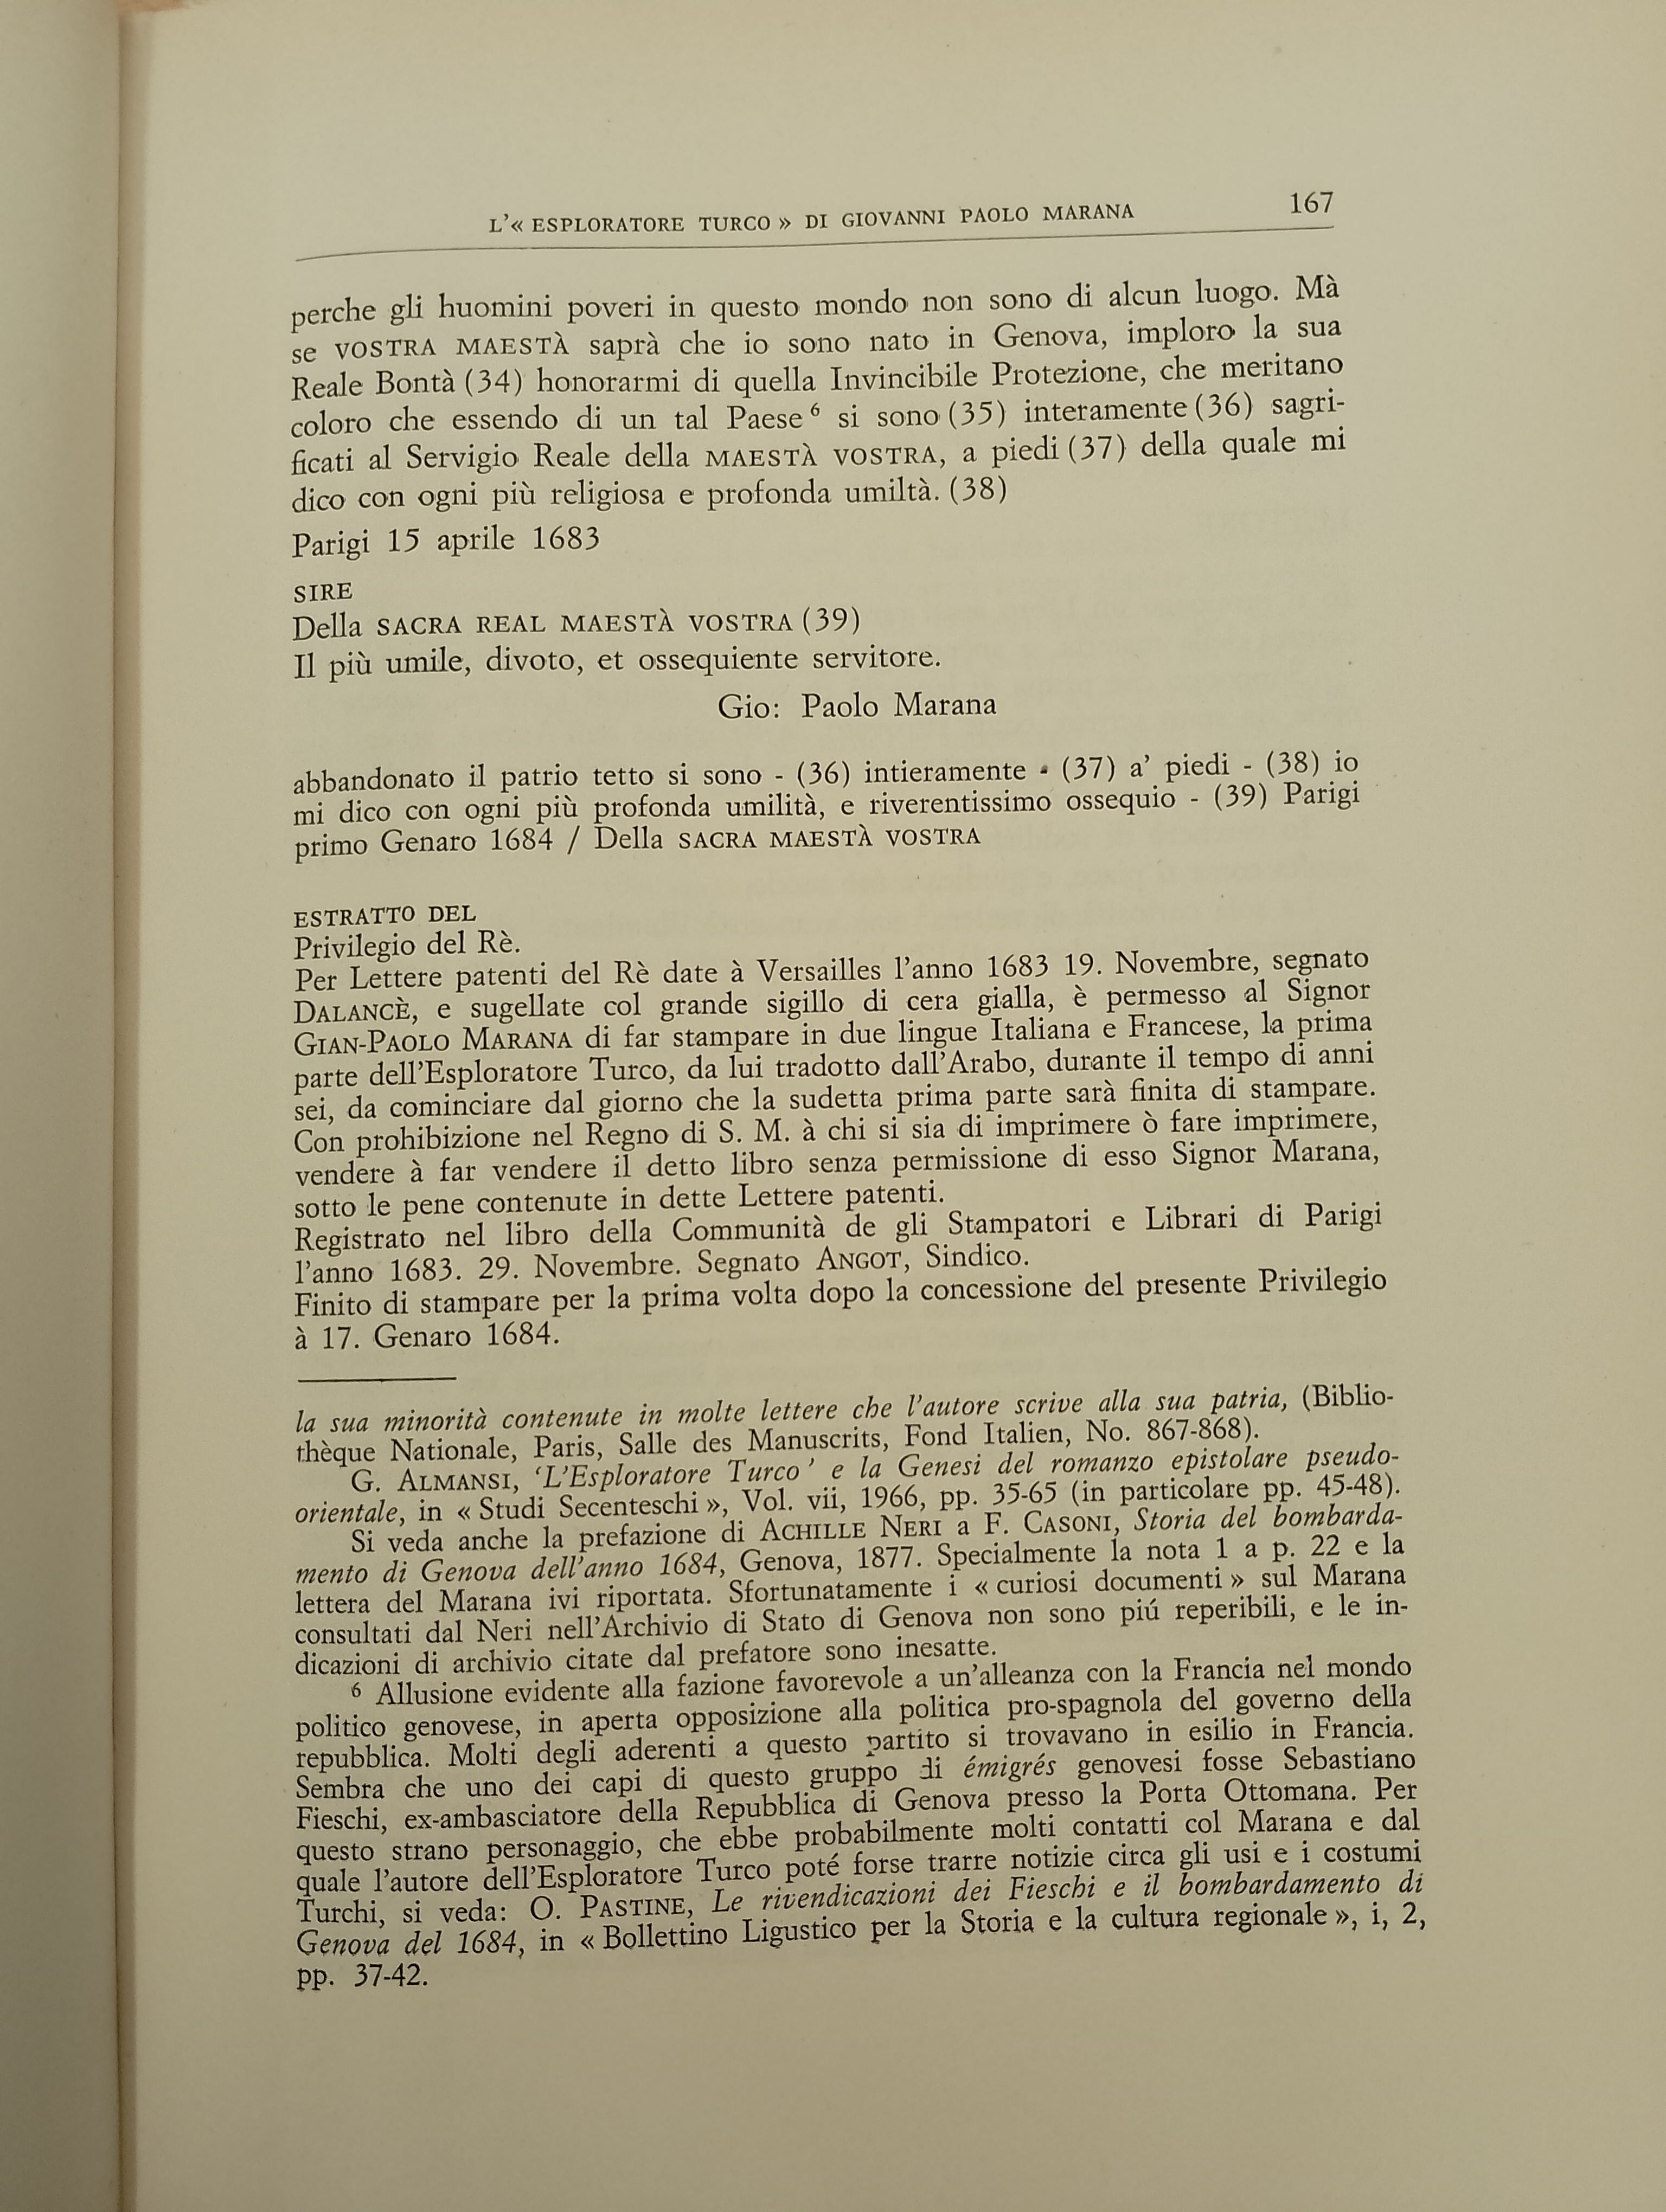 L'« ESPLORATORE TURCO » DI GIOVANNI PAOLO MARANA 167
perche gli huomini poveri in questo mondo non sono di alcun luogo. Mà
se VOSTRA MAESTÀ saprà che io sono nato in Genova, imploro la sua
Reale Bontà (34) honorarmi di quella Invincibile Protezione, che meritano
coloro che essendo di un tal Paese ⁶ si sono (35) interamente (36) sagri-
ficati al Servigio Reale della MAESTÀ VOSTRA, a piedi (37) della quale mi
dico con ogni più religiosa e profonda umiltà. (38)
Parigi 15 aprile 1683
SIRE
Della SACRA REAL MAESTÀ VOSTRA (39)
Il più umile, divoto, et ossequiente servitore.
Gio: Paolo Marana
abbandonato il patrio tetto si sono - (36) intieramente - (37) a' piedi - (38) io
mi dico con ogni più profonda umilità, e riverentissimo ossequio - (39) Parigi
primo Genaro 1684 / Della SACRA MAESTÀ VOSTRA
ESTRATTO DEL
Privilegio del Rè.
Per Lettere patenti del Rè date à Versailles l'anno 1683 19. Novembre, segnato
DALANCÈ, e sugellate col grande sigillo di cera gialla, è permesso al Signor
GIAN-PAOLO MARANA di far stampare in due lingue Italiana e Francese, la prima
parte dell'Esploratore Turco, da lui tradotto dall'Arabo, durante il tempo di anni
sei, da cominciare dal giorno che la sudetta prima parte sarà finita di stampare.
Con prohibizione nel Regno di S. M. à chi si sia di imprimere ò fare imprimere,
vendere à far vendere il detto libro senza permissione di esso Signor Marana,
sotto le pene contenute in dette Lettere patenti.
Registrato nel libro della Communità de gli Stampatori e Librari di Parigi
l'anno 1683. 29. Novembre. Segnato ANGOT, Sindico.
Finito di stampare per la prima volta dopo la concessione del presente Privilegio
à 17. Genaro 1684.
la sua minorità contenute in molte lettere che l'autore scrive alla sua patria, (Biblio-
thèque Nationale, Paris, Salle des Manuscrits, Fond Italien, No. 867-868).
G. ALMANSI, 'L'Esploratore Turco' e la Genesi del romanzo epistolare pseudo-
orientale, in « Studi Secenteschi », Vol. vii, 1966, pp. 35-65 (in particolare pp. 45-48).
Si veda anche la prefazione di ACHILLE NERI a F. CASONI, Storia del bombarda-
mento di Genova dell'anno 1684, Genova, 1877. Specialmente la nota 1 a p. 22 e la
lettera del Marana ivi riportata. Sfortunatamente i « curiosi documenti » sul Marana
consultati dal Neri nell'Archivio di Stato di Genova non sono piú reperibili, e le in-
dicazioni di archivio citate dal prefatore sono inesatte.
⁶ Allusione evidente alla fazione favorevole a un'alleanza con la Francia nel mondo
politico genovese, in aperta opposizione alla politica pro-spagnola del governo della
repubblica. Molti degli aderenti a questo partito si trovavano in esilio in Francia.
Sembra che uno dei capi di questo gruppo di émigrés genovesi fosse Sebastiano
Fieschi, ex-ambasciatore della Repubblica di Genova presso la Porta Ottomana. Per
questo strano personaggio, che ebbe probabilmente molti contatti col Marana e dal
quale l'autore dell'Esploratore Turco poté forse trarre notizie circa gli usi e i costumi
Turchi, si veda: O. PASTINE, Le rivendicazioni dei Fieschi e il bombardamento di
Genova del 1684, in « Bollettino Ligustico per la Storia e la cultura regionale », i, 2,
pp. 37-42.